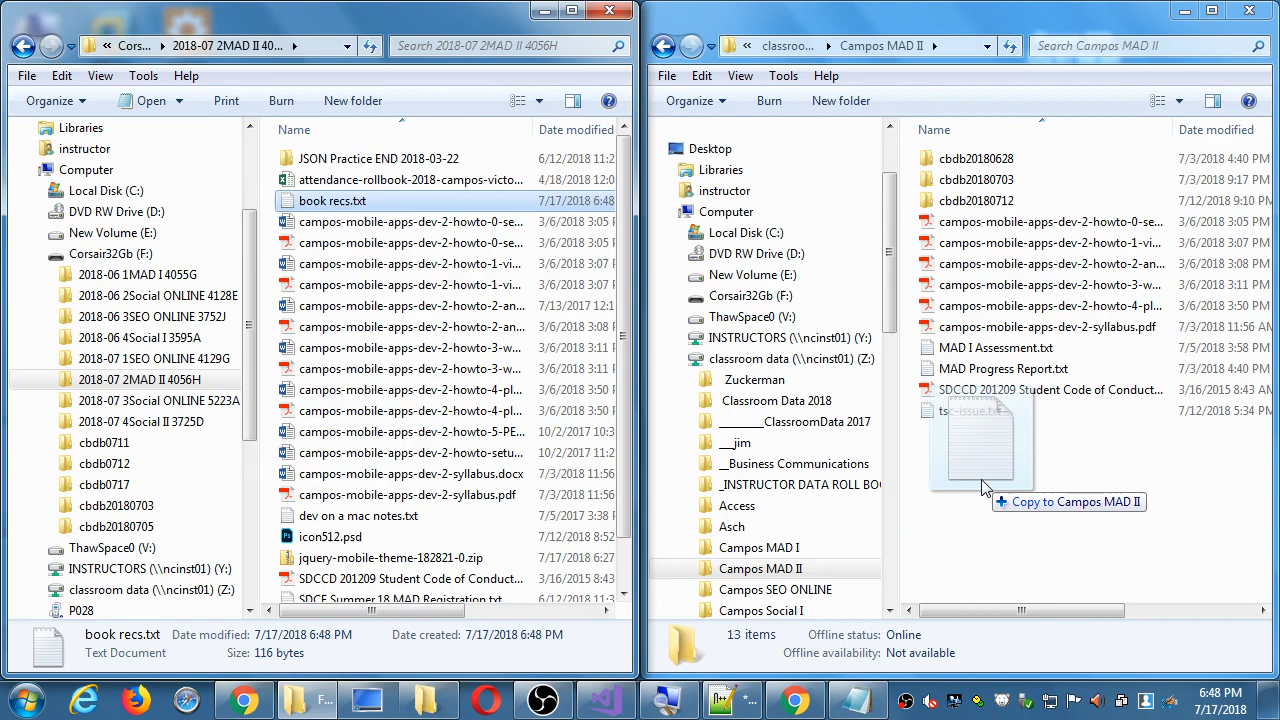 Cors...
2018-07 2MAD II 40...
Search 2018-07 2MAD II 4056H
File Edit View Tools Help
Organize Open Print Burn New folder
Libraries
instructor
Computer
Local Disk (C:)
DVD RW Drive (D:)
New Volume (E:)
Corsair32Gb (F:)
2018-06 1MAD I 4055G
2018-06 2Social ONLINE 4128E
2018-06 3SEO ONLINE 3752J
2018-06 4Social I 3595A
2018-07 1SEO ONLINE 4129G
2018-07 2MAD II 4056H
2018-07 3Social ONLINE 5223A
2018-07 4Social II 3725D
cbdb0711
cbdb0712
cbdb0717
cbdb20180703
cbdb20180705
ThawSpace0 (V:)
INSTRUCTORS (\\ncinst01) (Y:)
classroom data (\\ncinst01) (Z:)
P028
Name Date modified
JSON Practice END 2018-03-22 6/12/2018 11:2
attendance-rollbook-2018-campos-victo... 4/18/2018 12:0
book recs.txt 7/17/2018 6:48
campos-mobile-apps-dev-2-howto-0-se... 3/6/2018 3:05 P
campos-mobile-apps-dev-2-howto-0-se... 3/6/2018 3:05 P
campos-mobile-apps-dev-2-howto-1-vi... 3/6/2018 3:07 P
campos-mobile-apps-dev-2-howto-1-vi... 3/6/2018 3:07 P
campos-mobile-apps-dev-2-howto-2-an... 7/13/2017 12:1
campos-mobile-apps-dev-2-howto-2-an... 3/6/2018 3:08 P
campos-mobile-apps-dev-2-howto-3-w... 3/6/2018 3:11 P
campos-mobile-apps-dev-2-howto-3-w... 3/6/2018 3:11 P
campos-mobile-apps-dev-2-howto-4-pl... 3/6/2018 3:50 P
campos-mobile-apps-dev-2-howto-4-pl... 3/6/2018 3:50 P
campos-mobile-apps-dev-2-howto-5-PE... 10/2/2017 10:3
campos-mobile-apps-dev-2-howto-setu... 10/2/2017 10:3
campos-mobile-apps-dev-2-syllabus.docx 7/3/2018 11:56
campos-mobile-apps-dev-2-syllabus.pdf 7/3/2018 11:56
dev on a mac notes.txt 7/5/2017 3:38 P
icon512.psd 7/12/2018 8:52
jquery-mobile-theme-182821-0.zip 7/17/2018 6:27
SDCCD 201209 Student Code of Conduct... 3/16/2015 8:43
SDCE Summer 18 MAD Registration.txt 6/12/2018 11:3
book recs.txt Date modified: 7/17/2018 6:48 PM Date created: 7/17/2018 6:48 PM
Text Document Size: 116 bytes
classroo...
Campos MAD II
Search Campos MAD II
File Edit View Tools Help
Organize Burn New folder
Desktop
Libraries
instructor
Computer
Local Disk (C:)
DVD RW Drive (D:)
New Volume (E:)
Corsair32Gb (F:)
ThawSpace0 (V:)
INSTRUCTORS (\\ncinst01) (Y:)
classroom data (\\ncinst01) (Z:)
Zuckerman
Classroom Data 2018
________ClassroomData 2017
___jim
__Business Communications
_INSTRUCTOR DATA ROLL BO
Access
Asch
Campos MAD I
Campos MAD II
Campos SEO ONLINE
Campos Social I
Name Date modified
cbdb20180628 7/3/2018 4:40 PM
cbdb20180703 7/3/2018 9:17 PM
cbdb20180712 7/12/2018 9:10 PM
campos-mobile-apps-dev-2-howto-0-se... 3/6/2018 3:05 PM
campos-mobile-apps-dev-2-howto-1-vi... 3/6/2018 3:07 PM
campos-mobile-apps-dev-2-howto-2-an... 3/6/2018 3:08 PM
campos-mobile-apps-dev-2-howto-3-w... 3/6/2018 3:11 PM
campos-mobile-apps-dev-2-howto-4-pl... 3/6/2018 3:50 PM
campos-mobile-apps-dev-2-syllabus.pdf 7/3/2018 11:56 AM
MAD I Assessment.txt 7/5/2018 3:58 PM
MAD Progress Report.txt 7/3/2018 4:40 PM
SDCCD 201209 Student Code of Conduct... 3/16/2015 8:43 AM
tsc-issue.txt 7/12/2018 5:34 PM
Copy to Campos MAD II
13 items Offline status: Online
Offline availability: Not available
F...
6:48 PM
7/17/2018